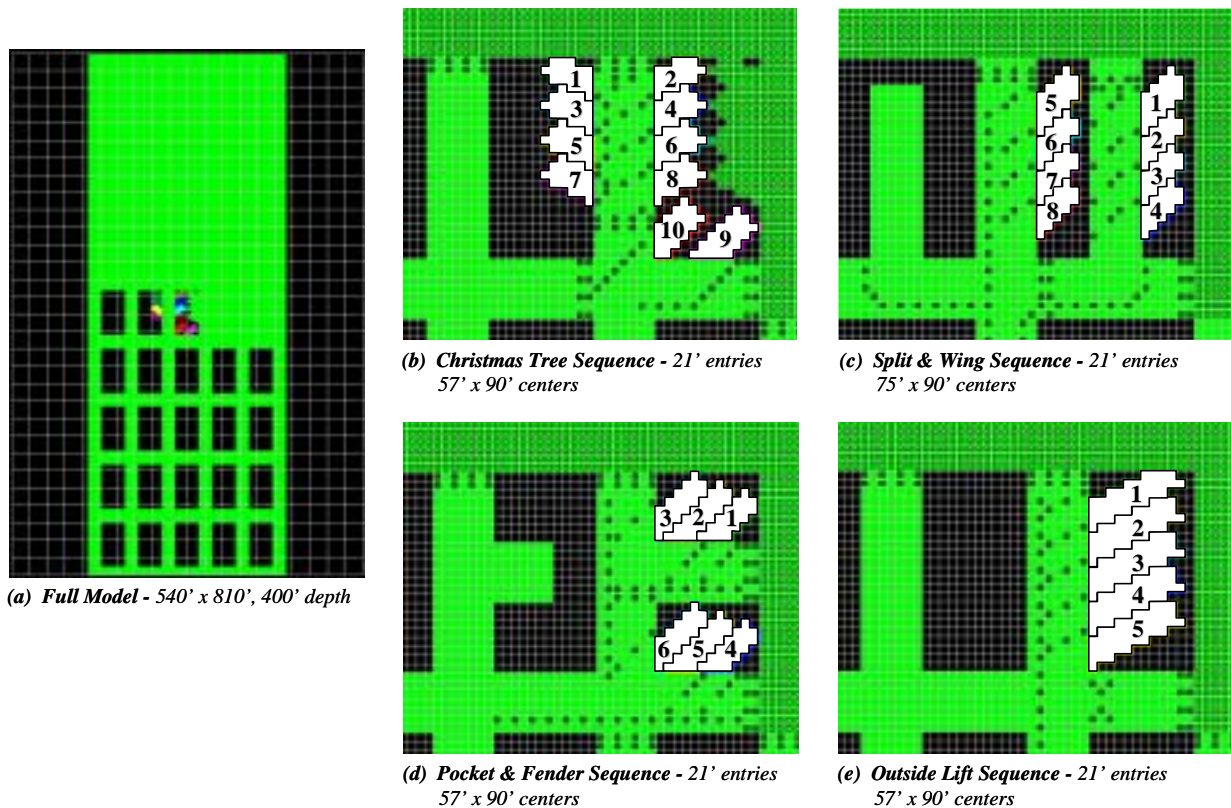 1
2
3
4
5
6
7
8
10
9
(b) Christmas Tree Sequence - 21’ entries
57’ x 90’ centers
5
1
6
2
7
3
8
4
(c) Split & Wing Sequence - 21’ entries
75’ x 90’ centers
(a) Full Model - 540’ x 810’, 400’ depth
3 2 1
6 5 4
(d) Pocket & Fender Sequence - 21’ entries
57’ x 90’ centers
1
2
3
4
5
(e) Outside Lift Sequence - 21’ entries
57’ x 90’ centers